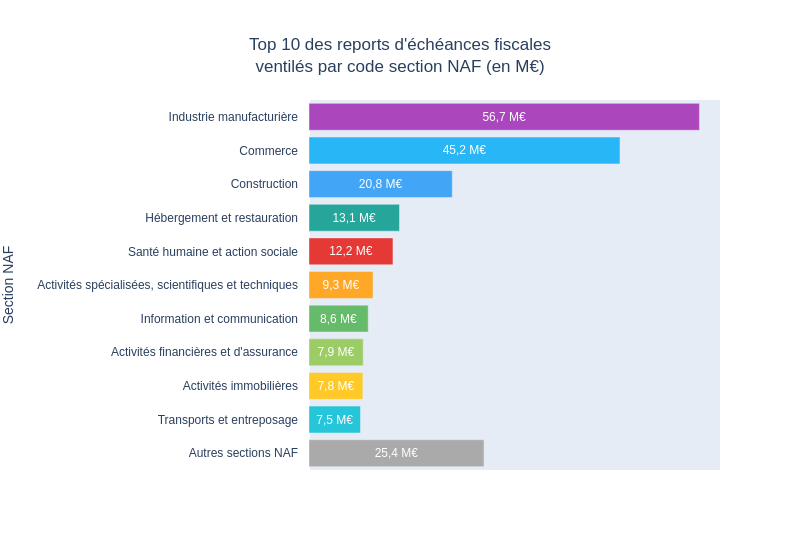 Top 10 des reports d'échéances fiscales
ventilés par code section NAF (en M€)
Section NAF
Industrie manufacturière 56,7 M€
Commerce 45,2 M€
Construction 20,8 M€
Hébergement et restauration 13,1 M€
Santé humaine et action sociale 12,2 M€
Activités spécialisées, scientifiques et techniques 9,3 M€
Information et communication 8,6 M€
Activités financières et d'assurance 7,9 M€
Activités immobilières 7,8 M€
Transports et entreposage 7,5 M€
Autres sections NAF 25,4 M€